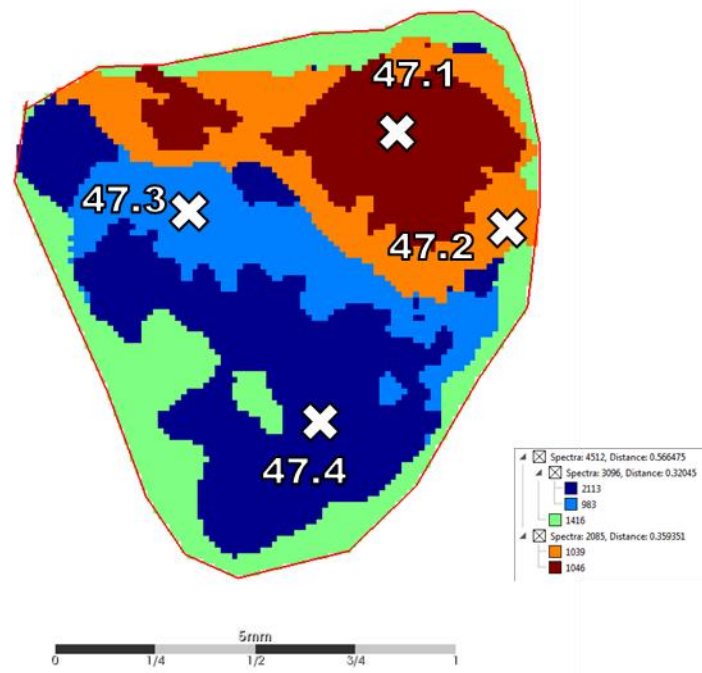 47.1
47.3
47.2
47.4
Spectra: 4512, Distance: 0.566475
Spectra: 3096, Distance: 0.32045
2113
983
1416
Spectra: 2085, Distance: 0.359351
1039
1046
5mm
0 1/4 1/2 3/4 1